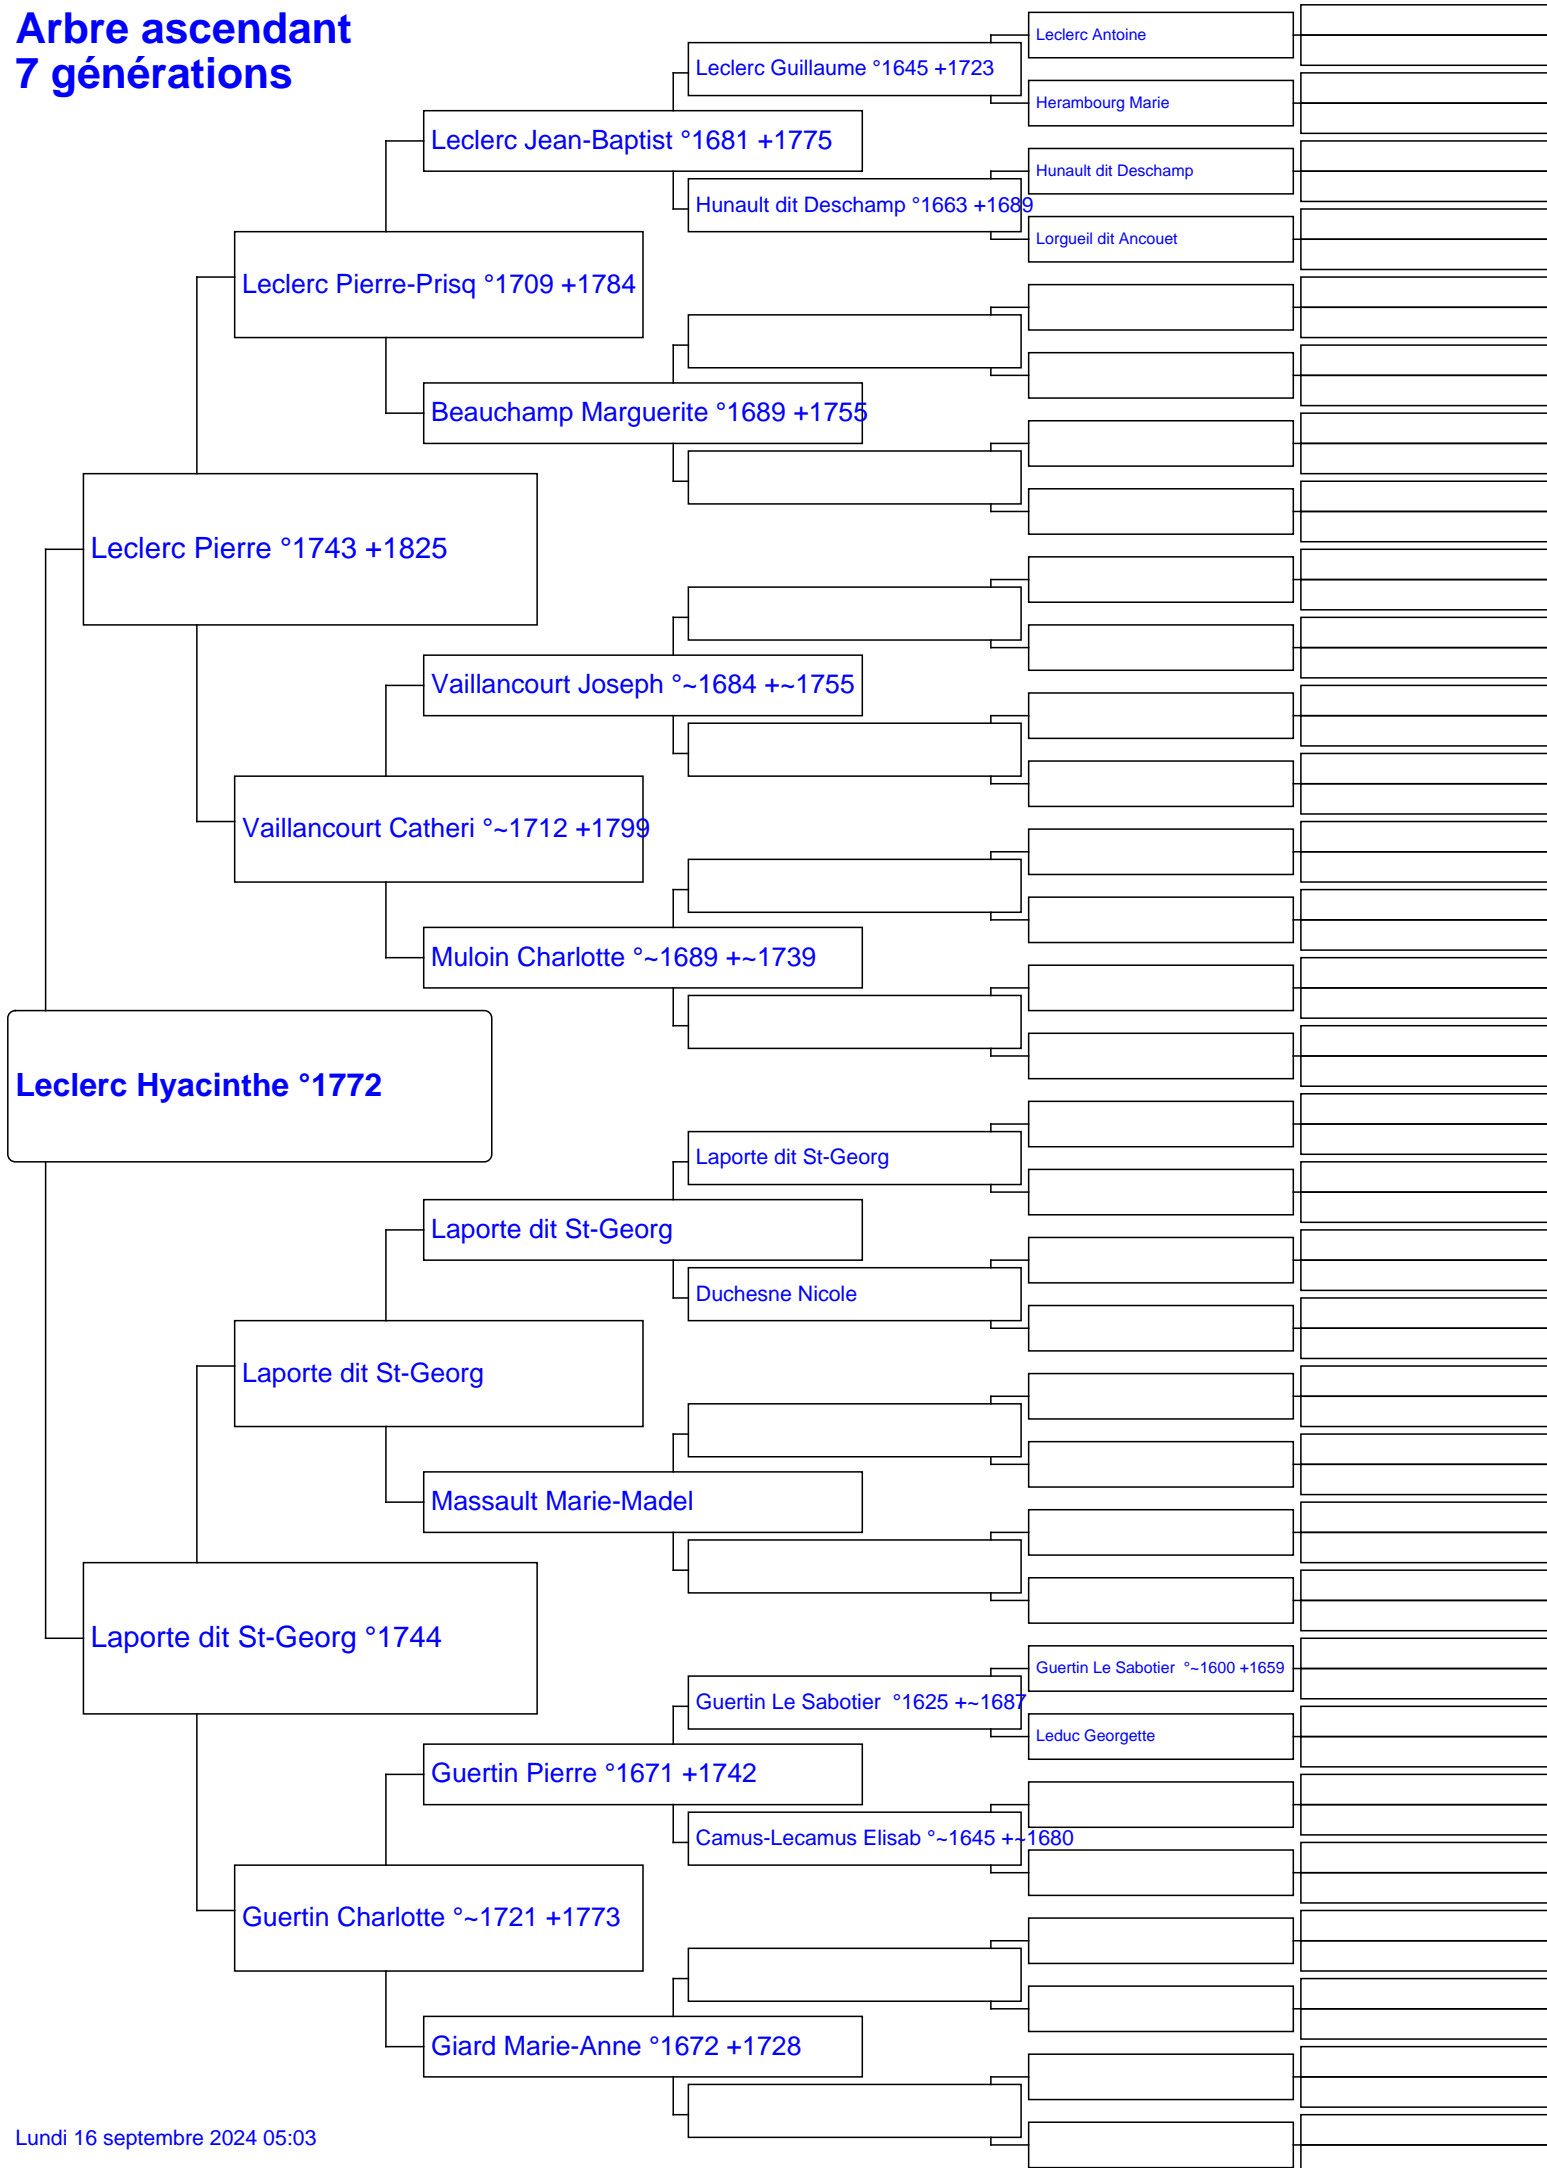 Arbre ascendant
7 générations
Leclerc Antoine
Leclerc Guillaume °1645 +1723
Herambourg Marie
Leclerc Jean-Baptist °1681 +1775
Hunault dit Deschamp
Hunault dit Deschamp °1663 +1689
Lorgueil dit Ancouet
Leclerc Pierre-Prisq °1709 +1784
Beauchamp Marguerite °1689 +1755
Leclerc Pierre °1743 +1825
Vaillancourt Joseph °~1684 +~1755
Vaillancourt Catheri °~1712 +1799
Muloin Charlotte °~1689 +~1739
Leclerc Hyacinthe °1772
Laporte dit St-Georg
Laporte dit St-Georg
Duchesne Nicole
Laporte dit St-Georg
Massault Marie-Madel
Laporte dit St-Georg °1744
Guertin Le Sabotier  °~1600 +1659
Guertin Le Sabotier  °1625 +~1687
Leduc Georgette
Guertin Pierre °1671 +1742
Camus-Lecamus Elisab °~1645 +~1680
Guertin Charlotte °~1721 +1773
Giard Marie-Anne °1672 +1728
Lundi 16 septembre 2024 05:03